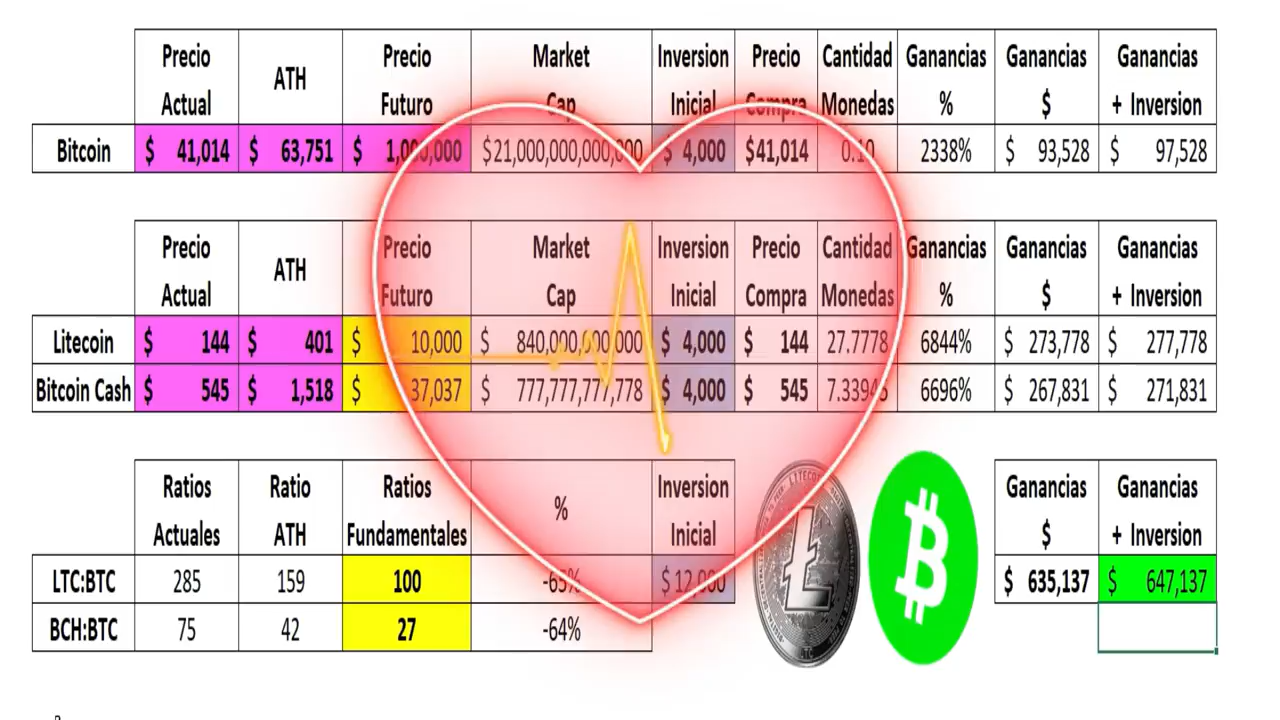 Precio Actual ATH Precio Futuro Market Cap Inversion Inicial Precio Compra Cantidad Monedas Ganancias % Ganancias $ Ganancias + Inversion
Bitcoin $ 41,014 $ 63,751 $ 1,000,000 $21,000,000,000,000 $ 4,000 $41,014 0.10 2338% $ 93,528 $ 97,528
Precio Actual ATH Precio Futuro Market Cap Inversion Inicial Precio Compra Cantidad Monedas Ganancias % Ganancias $ Ganancias + Inversion
Litecoin $ 144 $ 401 $ 10,000 $ 840,000,000,000 $ 4,000 $ 144 27.7778 6844% $ 273,778 $ 277,778
Bitcoin Cash $ 545 $ 1,518 $ 37,037 $ 777,777,777,778 $ 4,000 $ 545 7.33945 6696% $ 267,831 $ 271,831
Ratios Actuales Ratio ATH Ratios Fundamentales % Inversion Inicial Ganancias $ Ganancias + Inversion
LTC:BTC 285 159 100 -65% $ 12,000 $ 635,137 $ 647,137
BCH:BTC 75 42 27 -64%
LITECOIN
LTC